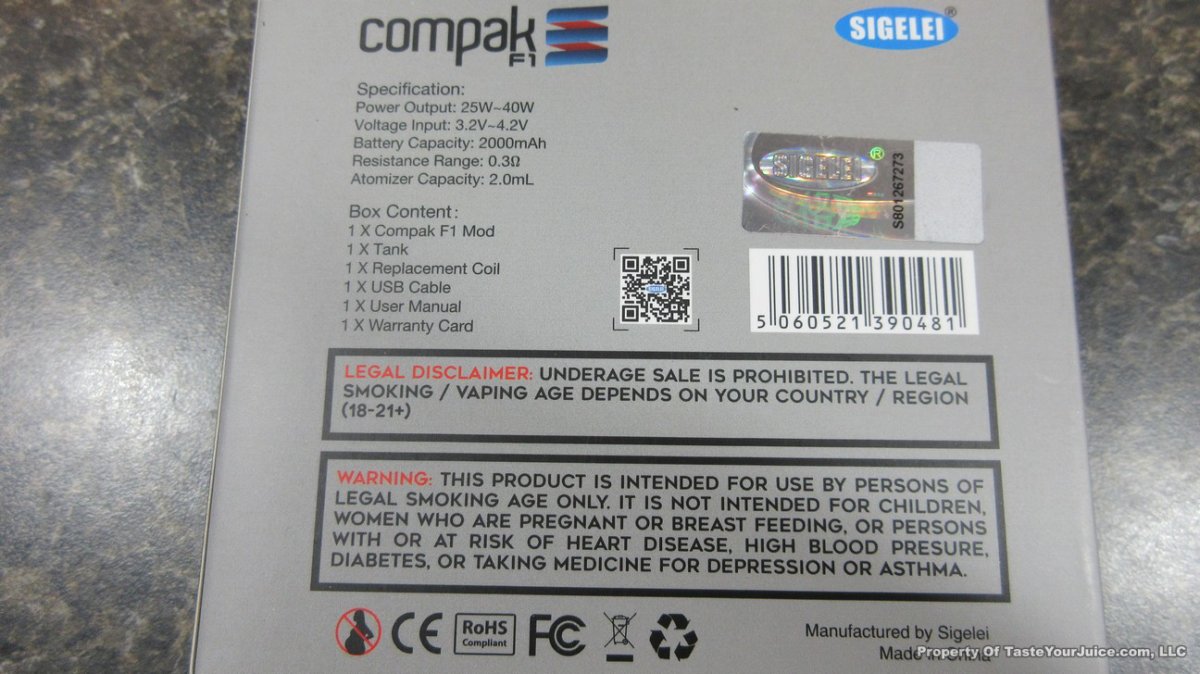 compak
F1
SIGELEI®
Specification:
Power Output: 25W~40W
Voltage Input: 3.2V~4.2V
Battery Capacity: 2000mAh
Resistance Range: 0.3Ω
Atomizer Capacity: 2.0mL
SIGELEI ®
S801267273
Box Content:
1 X Compak F1 Mod
1 X Tank
1 X Replacement Coil
1 X USB Cable
1 X User Manual
1 X Warranty Card
SIGELEI
5 060521 390481
LEGAL DISCLAIMER: UNDERAGE SALE IS PROHIBITED. THE LEGAL
SMOKING / VAPING AGE DEPENDS ON YOUR COUNTRY / REGION
(18-21+)
WARNING: THIS PRODUCT IS INTENDED FOR USE BY PERSONS OF
LEGAL SMOKING AGE ONLY. IT IS NOT INTENDED FOR CHILDREN,
WOMEN WHO ARE PREGNANT OR BREAST FEEDING, OR PERSONS
WITH OR AT RISK OF HEART DISEASE, HIGH BLOOD PRESURE,
DIABETES, OR TAKING MEDICINE FOR DEPRESSION OR ASTHMA.
CE
RoHS
Compliant
FC
Manufactured by Sigelei
Made in China
Property Of TasteYourJuice.com, LLC